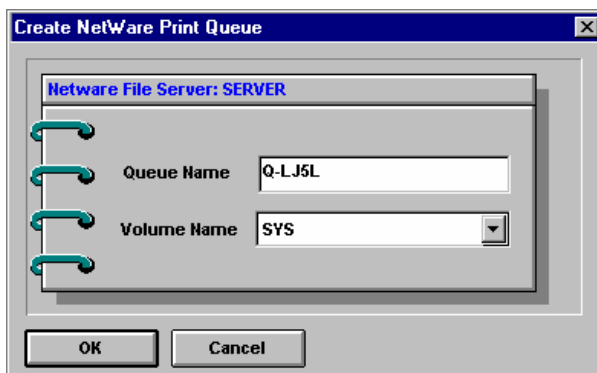 Create NetWare Print Queue
Netware File Server: SERVER
Queue Name Q-LJ5L
Volume Name SYS
OK Cancel